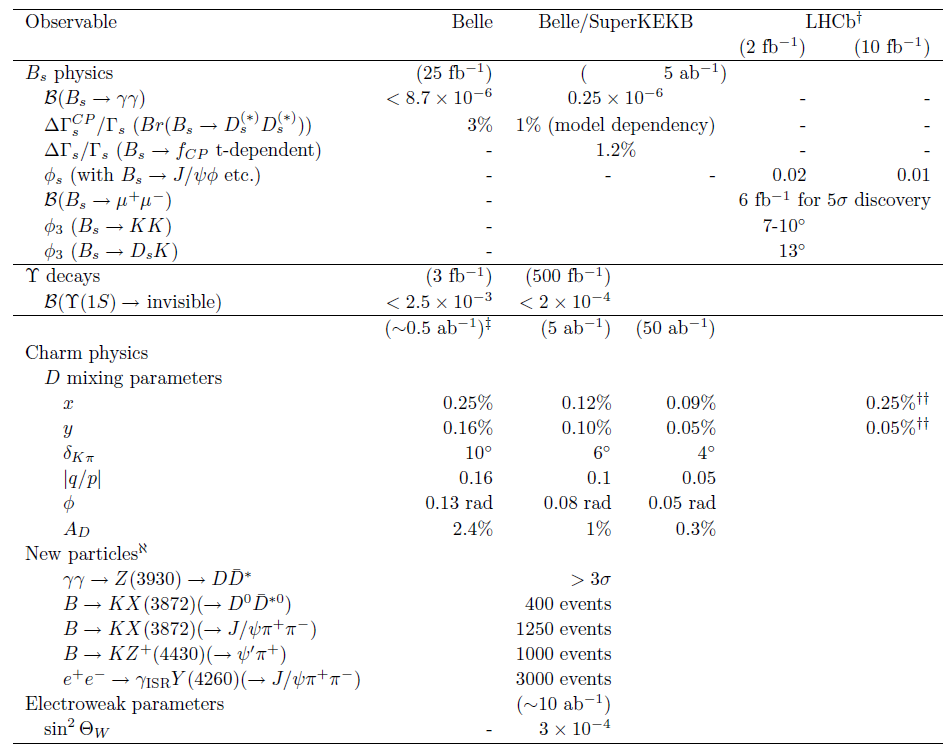 Observable Belle Belle/SuperKEKB LHCb†
(2 fb⁻¹) (10 fb⁻¹)
Bₛ physics (25 fb⁻¹) ( 5 ab⁻¹)
ℬ(Bₛ → γγ) < 8.7 × 10⁻⁶ 0.25 × 10⁻⁶ - -
ΔΓₛᶜᴾ/Γₛ (Br(Bₛ → Dₛ⁽*⁾Dₛ⁽*⁾)) 3% 1% (model dependency) - -
ΔΓₛ/Γₛ (Bₛ → f_CP t-dependent) - 1.2% - -
φₛ (with Bₛ → J/ψφ etc.) - - - 0.02 0.01
ℬ(Bₛ → μ⁺μ⁻) - 6 fb⁻¹ for 5σ discovery
φ₃ (Bₛ → KK) - 7-10°
φ₃ (Bₛ → DₛK) - 13°
Υ decays (3 fb⁻¹) (500 fb⁻¹)
ℬ(Υ(1S) → invisible) < 2.5 × 10⁻³ < 2 × 10⁻⁴
(∼0.5 ab⁻¹)‡ (5 ab⁻¹) (50 ab⁻¹)
Charm physics
D mixing parameters
x 0.25% 0.12% 0.09% 0.25%††
y 0.16% 0.10% 0.05% 0.05%††
δ_Kπ 10° 6° 4°
|q/p| 0.16 0.1 0.05
φ 0.13 rad 0.08 rad 0.05 rad
A_D 2.4% 1% 0.3%
New particles^ℵ
γγ → Z(3930) → DD̄* > 3σ
B → KX(3872)(→ D⁰D̄*⁰) 400 events
B → KX(3872)(→ J/ψπ⁺π⁻) 1250 events
B → KZ⁺(4430)(→ ψ′π⁺) 1000 events
e⁺e⁻ → γ_ISR Y(4260)(→ J/ψπ⁺π⁻) 3000 events
Electroweak parameters (∼10 ab⁻¹)
sin² Θ_W - 3 × 10⁻⁴